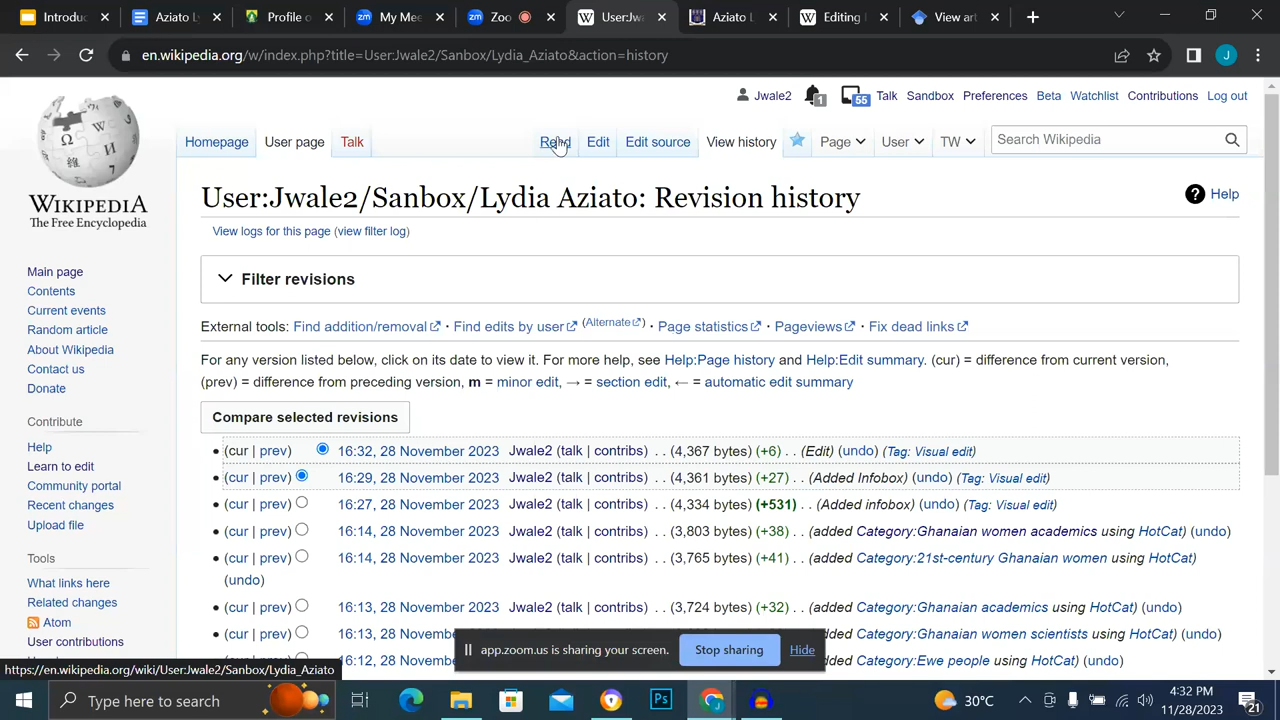 Introduc
Aziato Ly
Profile o
My Mee
Zoo
User:Jwa
Aziato L
Editing
View art
en.wikipedia.org/w/index.php?title=User:Jwale2/Sanbox/Lydia_Aziato&action=history
J
Jwale2 1 55 Talk Sandbox Preferences Beta Watchlist Contributions Log out
Homepage User page Talk Read Edit Edit source View history Page User TW Search Wikipedia
WIKIPEDIA
The Free Encyclopedia
User:Jwale2/Sanbox/Lydia Aziato: Revision history
Help
View logs for this page (view filter log)
Filter revisions
External tools: Find addition/removal · Find edits by user (Alternate) · Page statistics · Pageviews · Fix dead links
For any version listed below, click on its date to view it. For more help, see Help:Page history and Help:Edit summary. (cur) = difference from current version,
(prev) = difference from preceding version, m = minor edit, → = section edit, ← = automatic edit summary
Compare selected revisions
(cur | prev) 16:32, 28 November 2023 Jwale2 (talk | contribs) . . (4,367 bytes) (+6) . . (Edit) (undo) (Tag: Visual edit)
(cur | prev) 16:29, 28 November 2023 Jwale2 (talk | contribs) . . (4,361 bytes) (+27) . . (Added Infobox) (undo) (Tag: Visual edit)
(cur | prev) 16:27, 28 November 2023 Jwale2 (talk | contribs) . . (4,334 bytes) (+531) . . (Added infobox) (undo) (Tag: Visual edit)
(cur | prev) 16:14, 28 November 2023 Jwale2 (talk | contribs) . . (3,803 bytes) (+38) . . (added Category:Ghanaian women academics using HotCat) (undo)
(cur | prev) 16:14, 28 November 2023 Jwale2 (talk | contribs) . . (3,765 bytes) (+41) . . (added Category:21st-century Ghanaian women using HotCat)
(undo)
(cur | prev) 16:13, 28 November 2023 Jwale2 (talk | contribs) . . (3,724 bytes) (+32) . . (added Category:Ghanaian academics using HotCat) (undo)
(cur | prev) 16:13, 28 November 2023 Category:Ghanaian women scientists using HotCat) (undo)
(cur | prev) 16:12, 28 November 2023 Category:Ewe people using HotCat) (undo)
Main page
Contents
Current events
Random article
About Wikipedia
Contact us
Donate
Contribute
Help
Learn to edit
Community portal
Recent changes
Upload file
Tools
What links here
Related changes
Atom
User contributions
app.zoom.us is sharing your screen. Stop sharing Hide
https://en.wikipedia.org/wiki/User:Jwale2/Sanbox/Lydia_Aziato
Type here to search
Ps
30°C
4:32 PM
11/28/2023
21